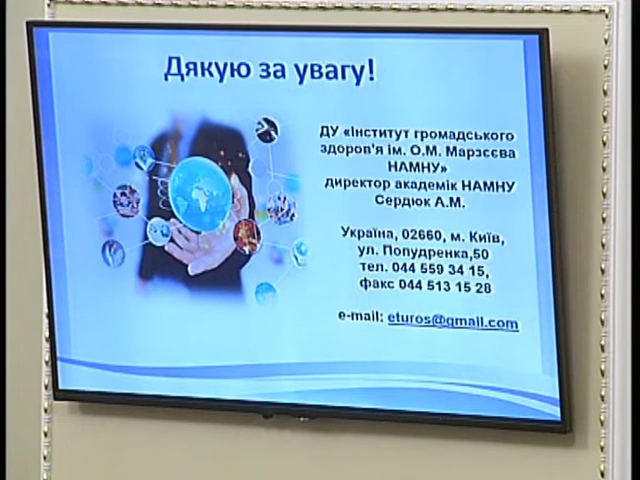 Дякую за увагу!
ДУ «Інститут громадського
здоров'я ім. О.М. Марзєєва
НАМНУ»
директор академік НАМНУ
Сердюк А.М.
Україна, 02660, м. Київ,
ул. Попудренка,50
тел. 044 559 34 15,
факс 044 513 15 28
e-mail: eturos@gmail.com